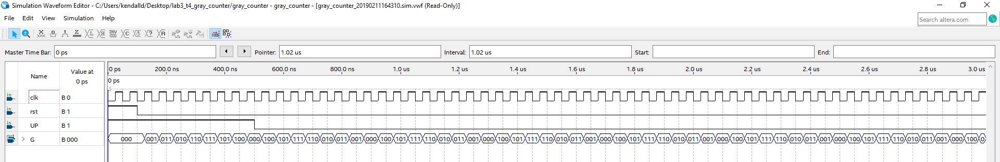 Simulation Waveform Editor - C:/Users/kendalld/Desktop/lab3_t4_gray_counter/gray_counter - gray_counter - [gray_counter_20190211164310.sim.vwf (Read-Only)]
File Edit View Simulation Help
Search altera.com
Master Time Bar: 0 ps Pointer: 1.02 us Interval: 1.02 us Start: End:
Name Value at 0 ps
0 ps 200.0 ns 400.0 ns 600.0 ns 800.0 ns 1.0 us 1.2 us 1.4 us 1.6 us 1.8 us 2.0 us 2.2 us 2.4 us 2.6 us 2.8 us 3.0 us
0 ps
in clk B 0
in rst B 1
in UP B 1
out G B 000 000 001 011 010 110 111 101 100 000 100 101 111 110 010 011 001 000 100 101 111 110 010 011 001 000 100 101 111 110 010 011 001 000 100 101 111 110 010 011 001 000 100 101 111 110 010 011 001 000 100 101 111 110 010 011 001 000 100